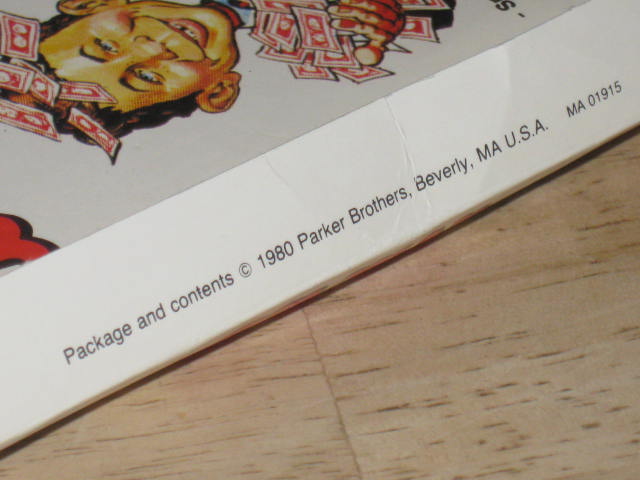 s-
Package and contents © 1980 Parker Brothers, Beverly, MA U.S.A. MA 01915